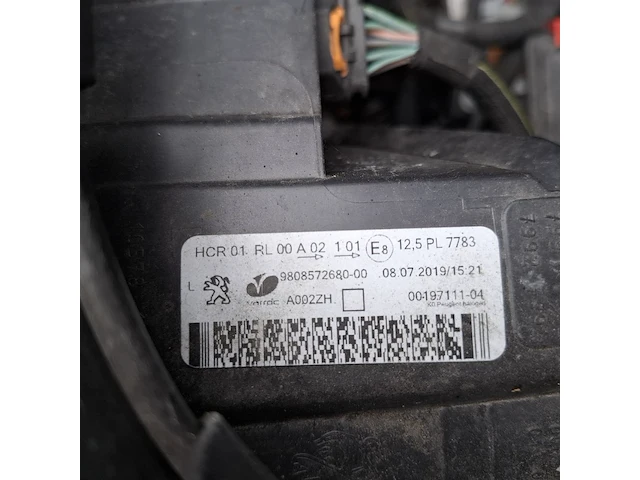 HCR 01 RL 00 A 02 1 01 E8 12,5 PL 7783
L 9808572680-00 08.07.2019/15:21
A002ZH 00197111-04